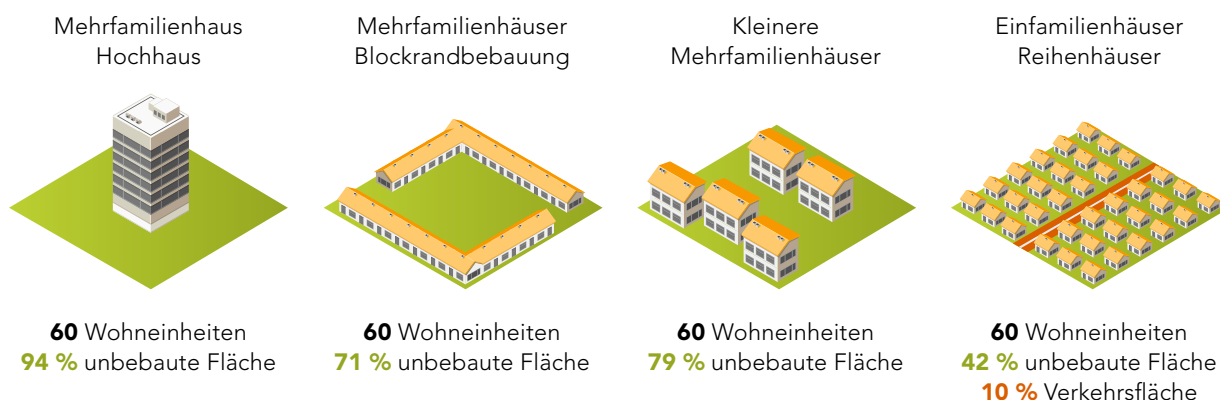 Mehrfamilienhaus
Hochhaus
60 Wohneinheiten
94 % unbebaute Fläche
Mehrfamilienhäuser
Blockrandbebauung
60 Wohneinheiten
71 % unbebaute Fläche
Kleinere
Mehrfamilienhäuser
60 Wohneinheiten
79 % unbebaute Fläche
Einfamilienhäuser
Reihenhäuser
60 Wohneinheiten
42 % unbebaute Fläche
10 % Verkehrsfläche